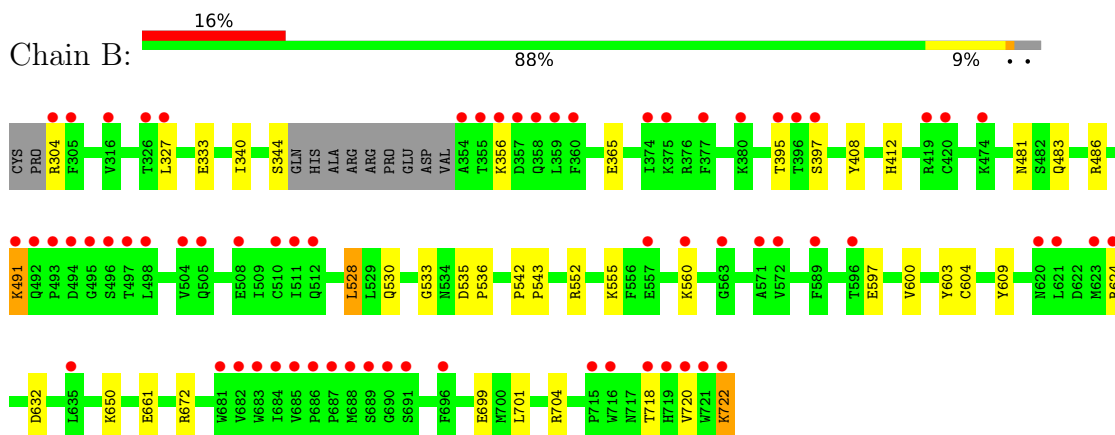 16%
Chain B:
88% 9% • •
CYS PRO R304 F305 V316 T326 L327 E333 I340 S344 GLN HIS ALA ARG ARG PRO GLU ASP VAL A354 T355 K356 D357 Q358 L359 F360 E365 I374 K375 R376 F377 K380 T395 T396 S397 Y408 H412 R419 C420 K474 N481 S482 Q483 R486
K491 Q492 P493 D494 G495 S496 T497 L498 V504 Q505 E508 I509 C510 I511 Q512 L528 L529 Q530 G533 N534 D535 P536 P542 P543 R552 K555 F556 E557 K560 G563 A571 V572 F589 T596 E597 V600 Y603 C604 Y609 N620 L621 D622 M623
D632 L635 K650 E661 R672 W681 V682 W683 I684 V685 P686 P687 M688 S689 G690 S691 F696 E699 M700 L701 R704 P715 W716 N717 T718 H719 V720 W721 K722